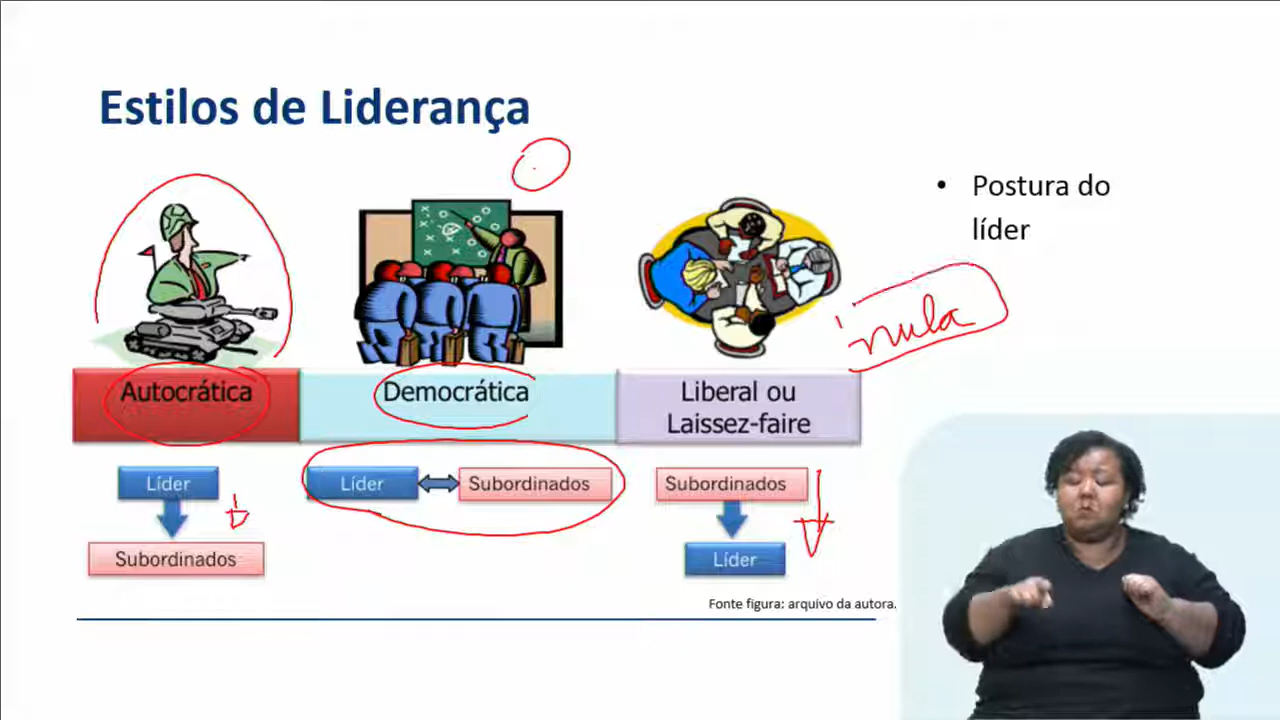 Estilos de Liderança
• Postura do
líder
nula
Autocrática
Democrática
Liberal ou
Laissez-faire
Líder
Subordinados
Líder
Subordinados
Subordinados
Líder
Fonte figura: arquivo da autora.